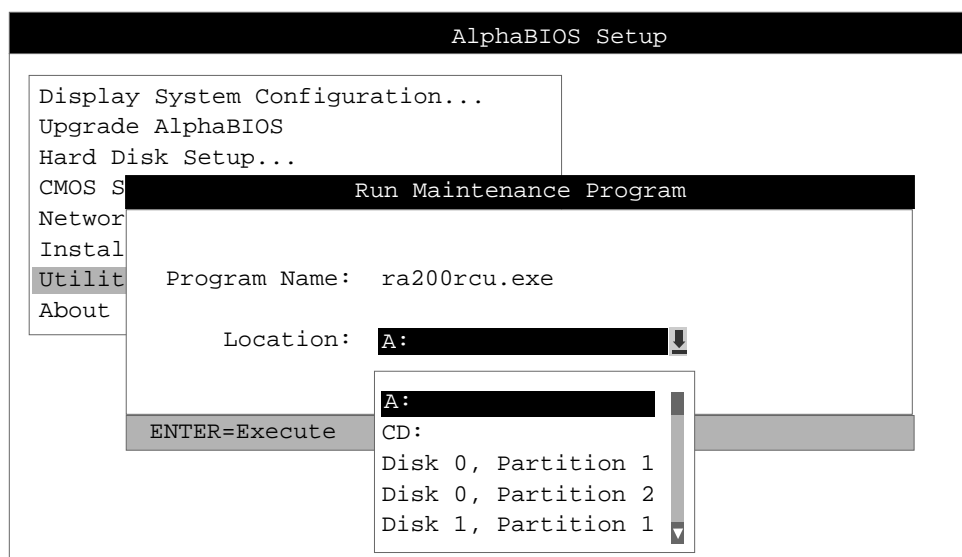 AlphaBIOS Setup
Display System Configuration...
Upgrade AlphaBIOS
Hard Disk Setup...
CMOS S
Networ
Instal
Utilit
About
Run Maintenance Program
Program Name: ra200rcu.exe
Location: A:
A:
CD:
Disk 0, Partition 1
Disk 0, Partition 2
Disk 1, Partition 1
ENTER=Execute